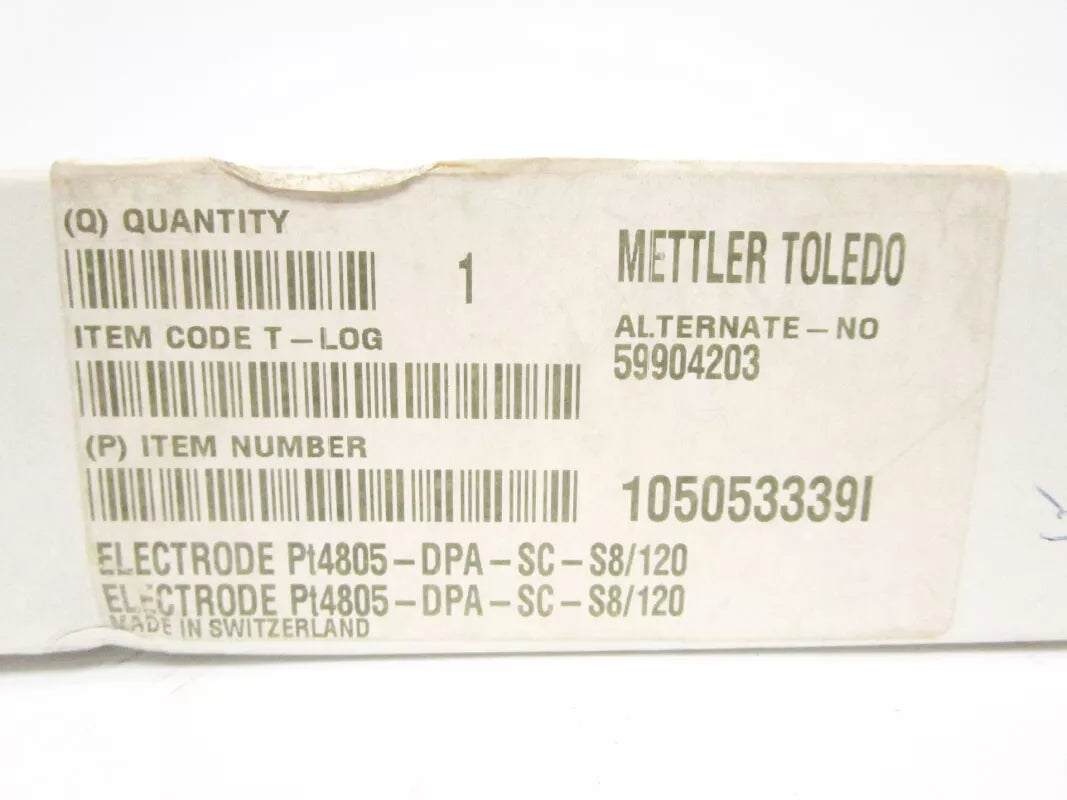 (Q) QUANTITY
1
METTLER TOLEDO
ITEM CODE T-LOG
ALTERNATE-NO
59904203
(P) ITEM NUMBER
105053339I
ELECTRODE Pt4805-DPA-SC-S8/120
ELECTRODE Pt4805-DPA-SC-S8/120
MADE IN SWITZERLAND